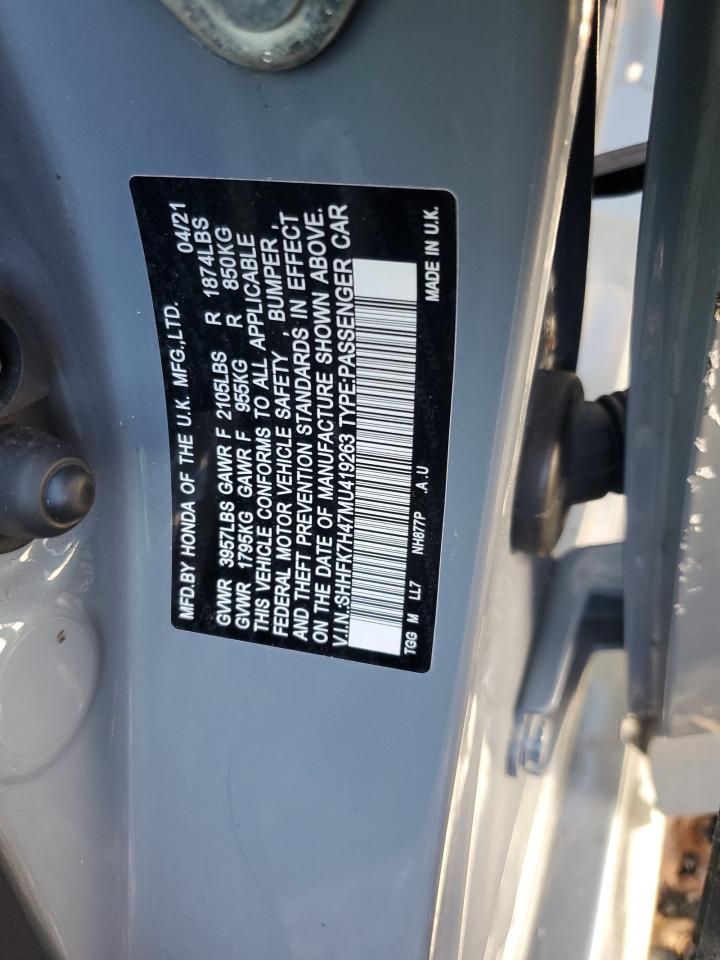 MFD.BY HONDA OF THE U.K. MFG.,LTD. 04/21
GVWR 3957LBS GAWR F 2105LBS R 1874LBS
GVWR 1795KG GAWR F 955KG R 850KG
THIS VEHICLE CONFORMS TO ALL APPLICABLE
FEDERAL MOTOR VEHICLE SAFETY , BUMPER ,
AND THEFT PREVENTION STANDARDS IN EFFECT
ON THE DATE OF MANUFACTURE SHOWN ABOVE.
V.I.N.:SHHFK7H47MU419263 TYPE:PASSENGER CAR
TGG M LL7 NH877P .A U MADE IN U.K.